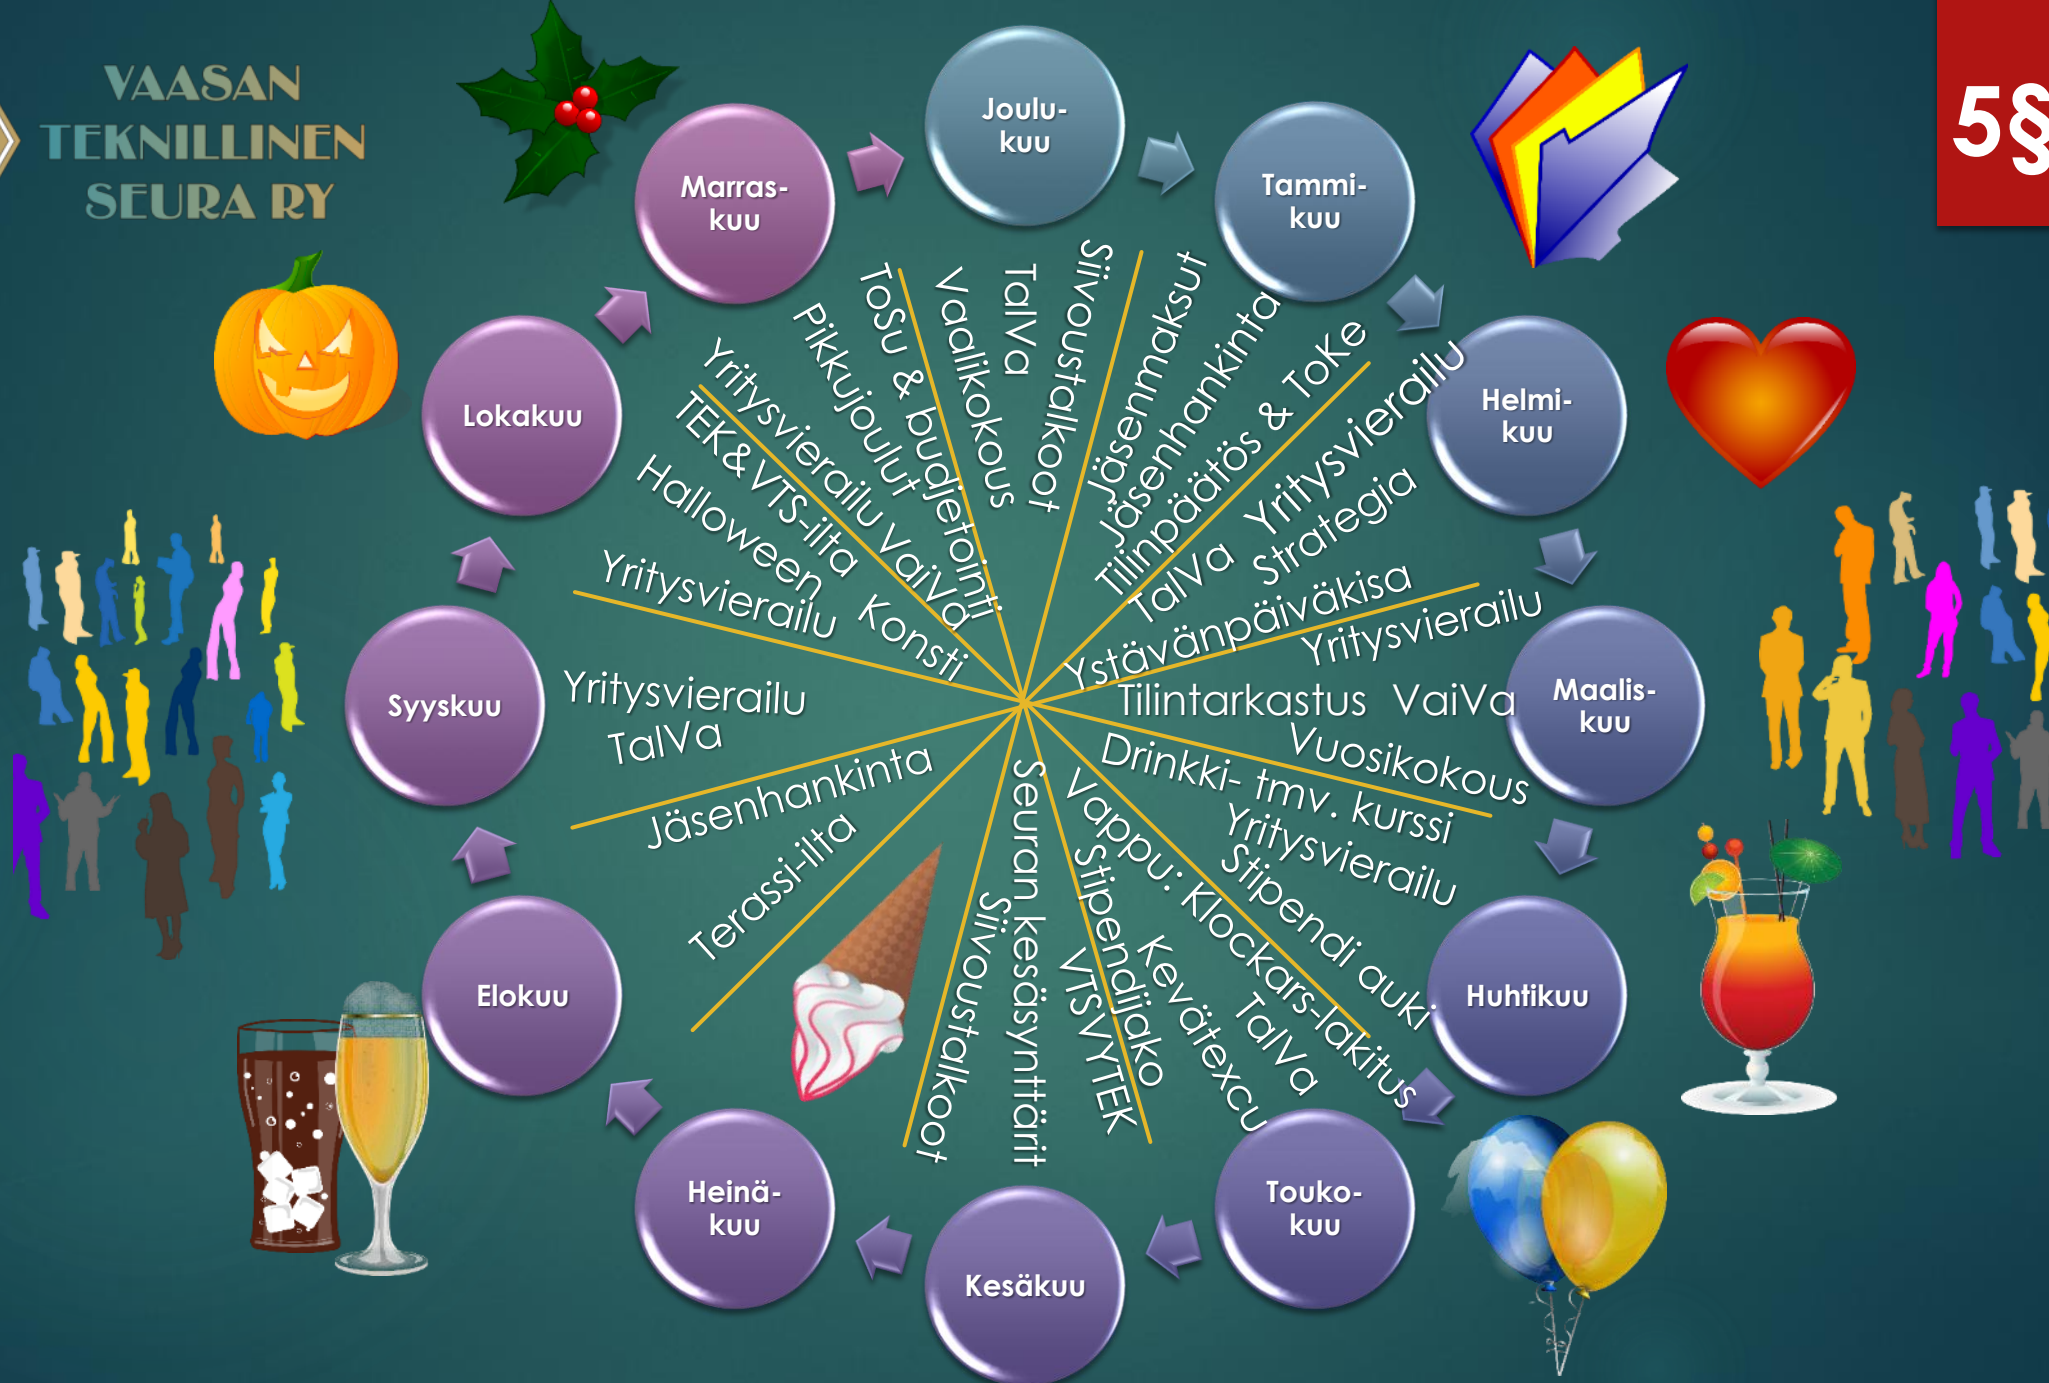 VAASAN
TEKNILLINEN
SEURA RY
5§
Joulu-
kuu
Vaalikokous
TalVa
Siivoustalkoot
Tammi-
kuu
Jäsenmaksut
Jäsenhankinta
Tilinpäätös & ToKe
Helmi-
kuu
Yritysvierailu
TalVa
Strategia
Ystävänpäiväkisa
Maalis-
kuu
Yritysvierailu
Tilintarkastus VaiVa
Vuosikokous
Huhtikuu
Drinkki- tmv. kurssi
Yritysvierailu
Stipendi auki
Vappu: Klockars-lakitus
Touko-
kuu
TalVa
Kevätexcu
Stipendijako
VTSVYTEK
Kesäkuu
Seuran kesäsynttärit
Siivoustalkoot
Heinä-
kuu
Elokuu
Terassi-ilta
Jäsenhankinta
Syyskuu
Yritysvierailu
TalVa
Lokakuu
Yritysvierailu
Halloween Konsti
TEK&VTS-ilta
Marras-
kuu
Yritysvierailu VaiVa
Pikkujoulut
ToSu & budjetointi